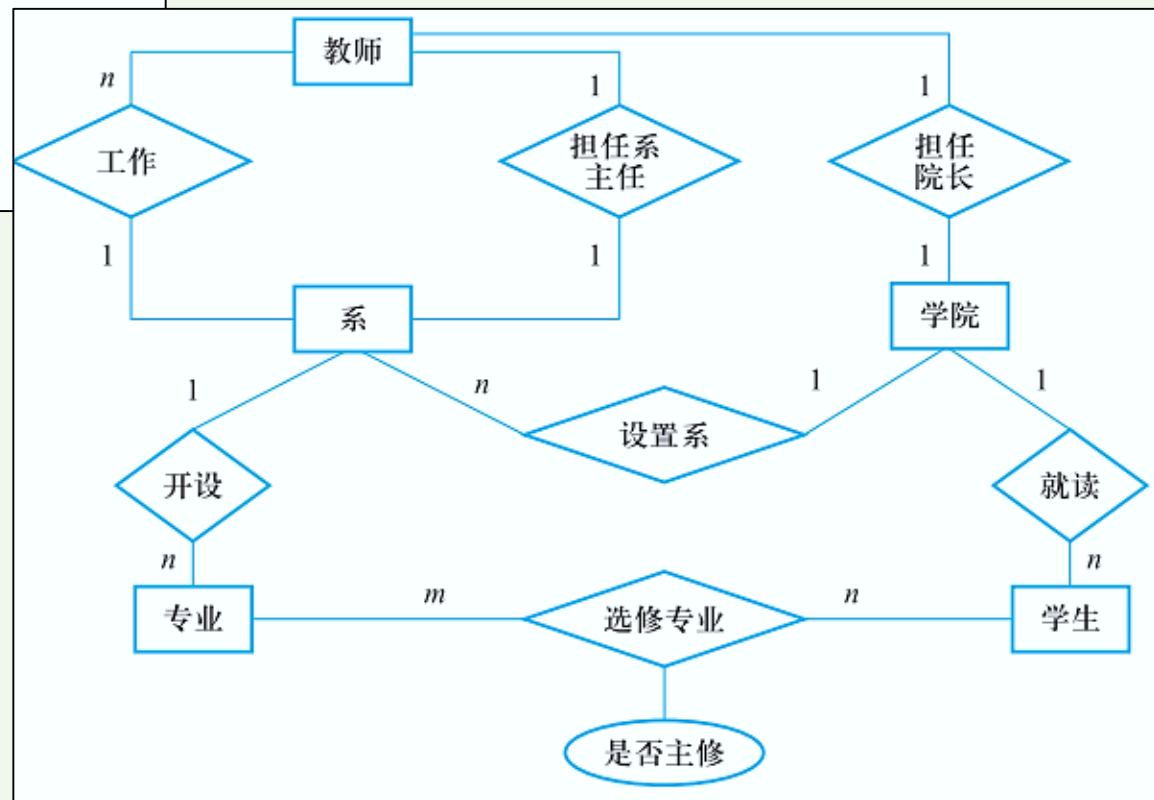 教师
n
1
1
工作
担任系
主任
担任
院长
1
1
1
系
学院
1
n
1
1
设置系
开设
就读
n
m
n
n
专业
选修专业
学生
是否主修